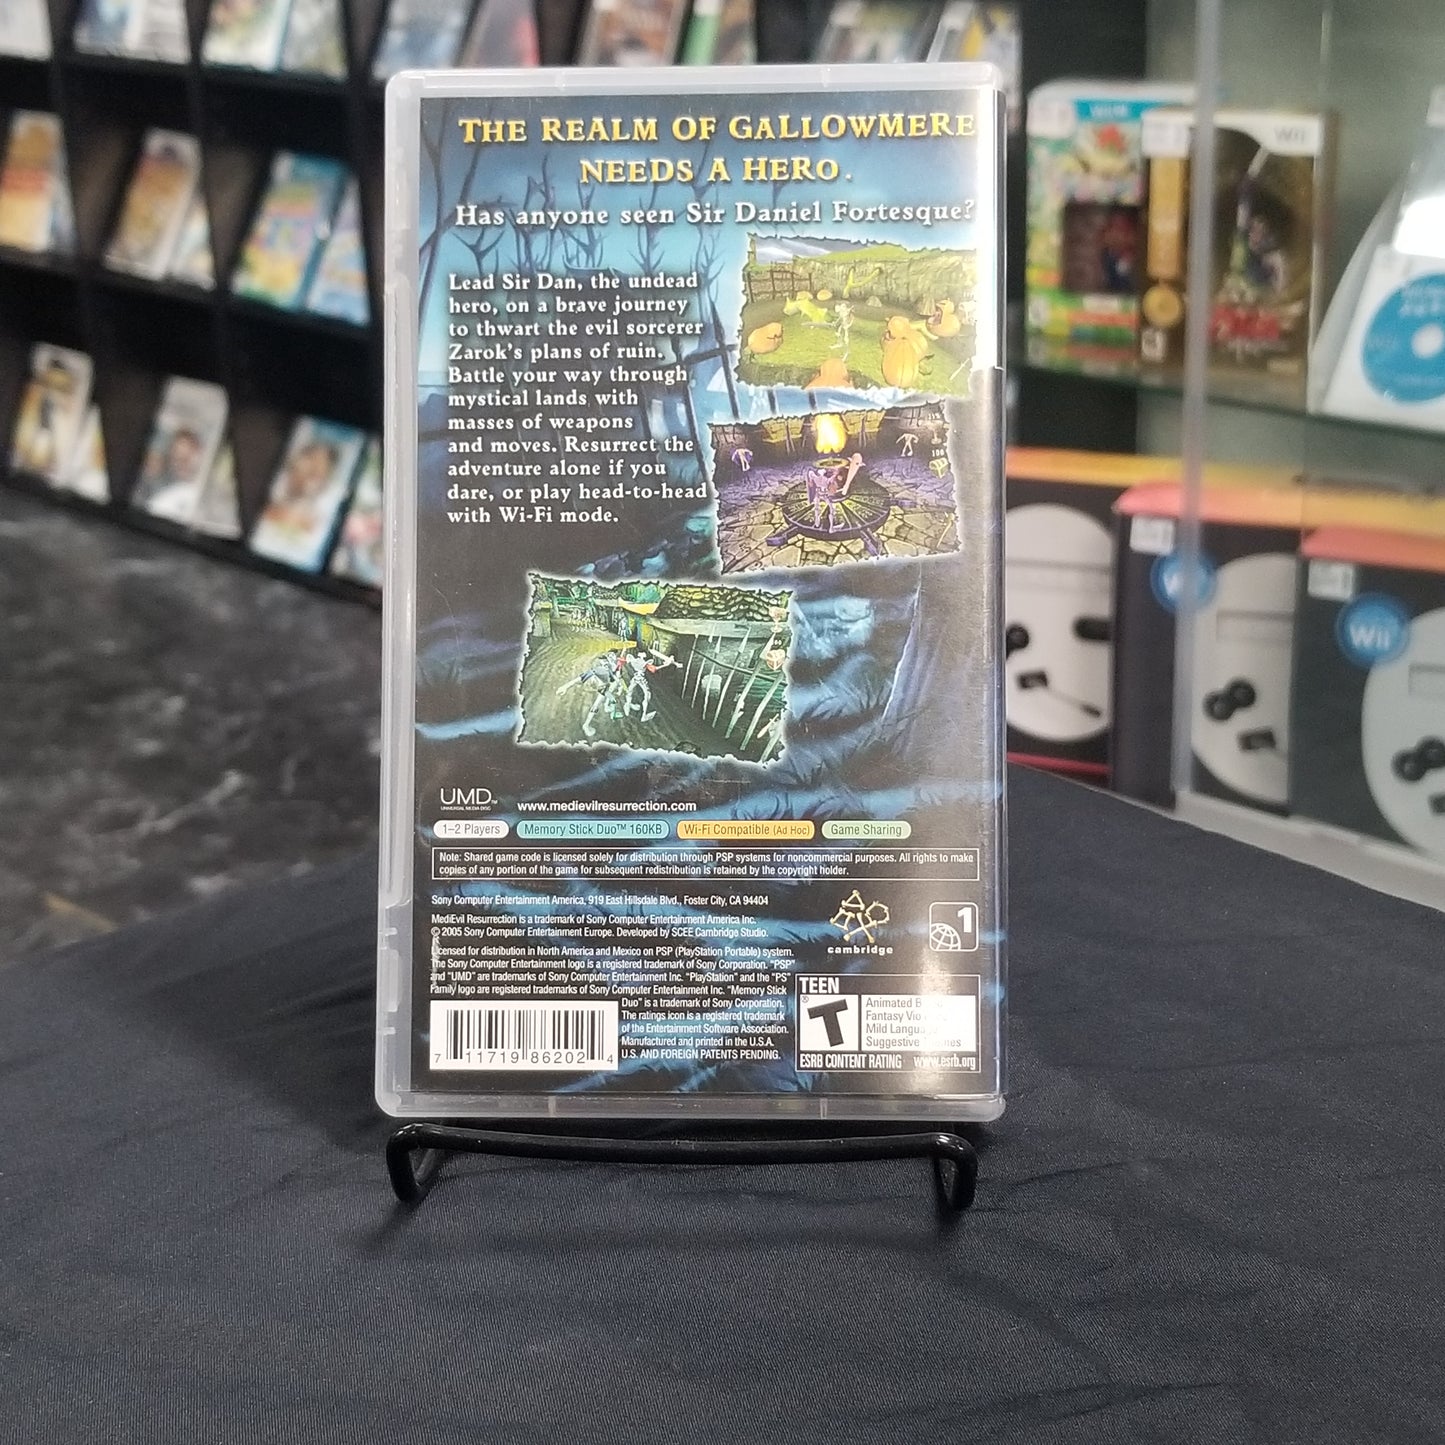 THE REALM OF GALLOWMERE
NEEDS A HERO.
Has anyone seen Sir Daniel Fortesque?
Lead Sir Dan, the undead
hero, on a brave journey
to thwart the evil sorcerer
Zarok's plans of ruin.
Battle your way through
mystical lands with
masses of weapons
and moves. Resurrect the
adventure alone if you
dare, or play head-to-head
with Wi-Fi mode.
UMD™
UNIVERSAL MEDIA DISC
www.medievilresurrection.com
1–2 Players
Memory Stick Duo™ 160KB
Wi-Fi Compatible (Ad Hoc)
Game Sharing
Note: Shared game code is licensed solely for distribution through PSP systems for noncommercial purposes. All rights to make
copies of any portion of the game for subsequent redistribution is retained by the copyright holder.
Sony Computer Entertainment America, 919 East Hillsdale Blvd., Foster City, CA 94404
MediEvil Resurrection is a trademark of Sony Computer Entertainment America Inc.
© 2005 Sony Computer Entertainment Europe. Developed by SCEE Cambridge Studio.
Licensed for distribution in North America and Mexico on PSP (PlayStation Portable) system.
The Sony Computer Entertainment logo is a registered trademark of Sony Corporation. "PSP"
and "UMD" are trademarks of Sony Computer Entertainment Inc. "PlayStation" and the "PS"
Family logo are registered trademarks of Sony Computer Entertainment Inc. "Memory Stick
Duo" is a trademark of Sony Corporation.
The ratings icon is a registered trademark
of the Entertainment Software Association.
Manufactured and printed in the U.S.A.
U.S. AND FOREIGN PATENTS PENDING.
cambridge
1
7 11719 86202 4
TEEN
T
®
Animated
Fantasy
Mild
Suggestive
ESRB CONTENT RATING www.esrb.org
Wii
Wii